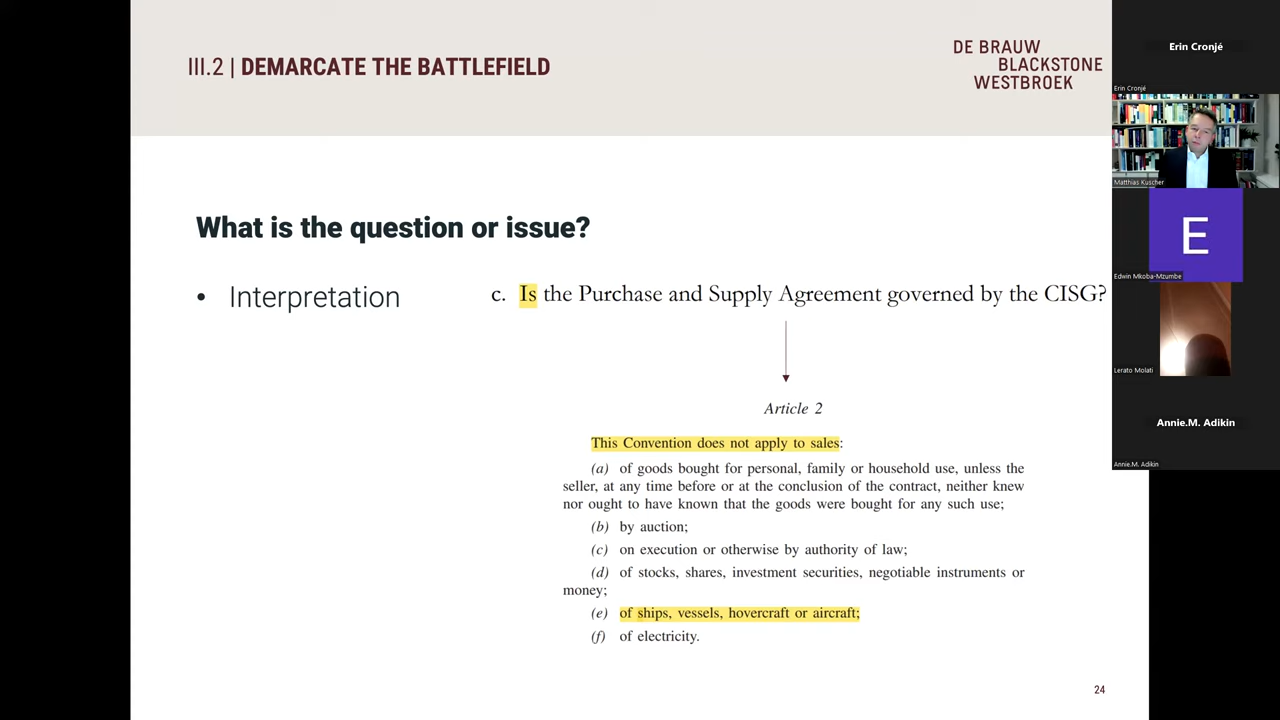 III.2 | DEMARCATE THE BATTLEFIELD
DE BRAUW
BLACKSTONE
WESTBROEK
What is the question or issue?
• Interpretation
c. Is the Purchase and Supply Agreement governed by the CISG?
Article 2
This Convention does not apply to sales:
(a) of goods bought for personal, family or household use, unless the
seller, at any time before or at the conclusion of the contract, neither knew
nor ought to have known that the goods were bought for any such use;
(b) by auction;
(c) on execution or otherwise by authority of law;
(d) of stocks, shares, investment securities, negotiable instruments or
money;
(e) of ships, vessels, hovercraft or aircraft;
(f) of electricity.
24
Erin Cronjé
Erin Cronjé
Matthias Kuscher
E
Edwin Mkoba-Mzumbe
Lerato Molati
Annie.M. Adikin
Annie.M. Adikin